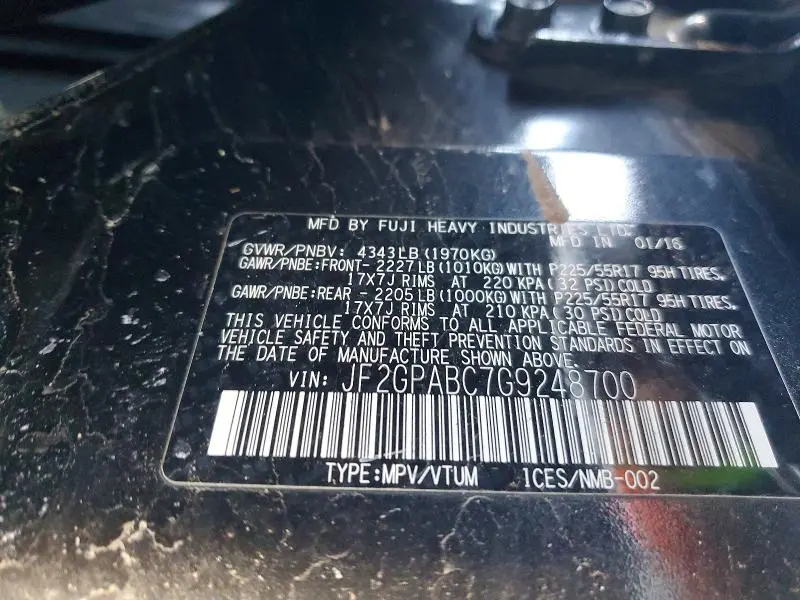 MFD BY FUJI HEAVY INDUSTRIES LTD.
MFD IN 01/16
GVWR/PNBV: 4343LB(1970KG)
GAWR/PNBE:FRONT- 2227LB(1010KG)WITH P225/55R17 95H TIRES,
17X7J RIMS AT 220 KPA(32 PSI)COLD
GAWR/PNBE:REAR - 2205LB(1000KG)WITH P225/55R17 95H TIRES,
17X7J RIMS AT 210 KPA(30 PSI)COLD
THIS VEHICLE CONFORMS TO ALL APPLICABLE FEDERAL MOTOR
VEHICLE SAFETY AND THEFT PREVENTION STANDARDS IN EFFECT ON
THE DATE OF MANUFACTURE SHOWN ABOVE.
VIN: JF2GPABC7G9248700
TYPE:MPV/VTUM ICES/NMB-002